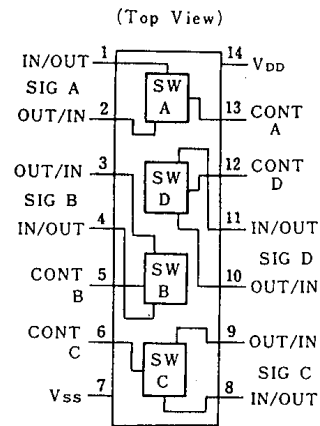 (Top View)
1 14
IN/OUT VDD
SIG A SW A
2 13
OUT/IN CONT A
3 12
OUT/IN CONT D
SIG B SW D
4 11
IN/OUT IN/OUT
SIG D
5 10
CONT B SW B OUT/IN
6 9
CONT C OUT/IN
SW C SIG C
7 8
VSS IN/OUT